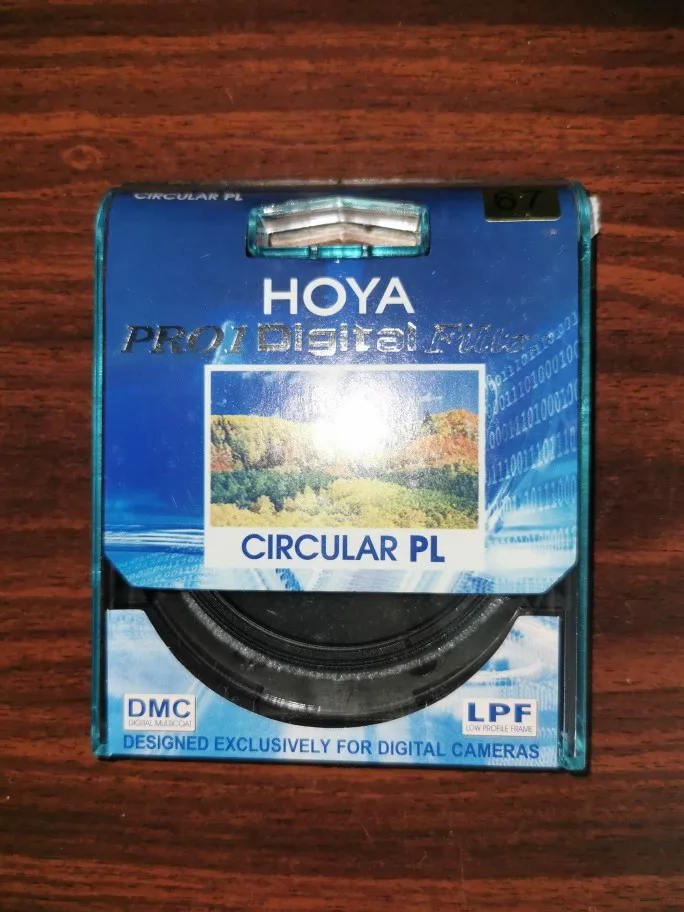 CIRCULAR PL
67
HOYA
PRO1 Digital Filter
CIRCULAR PL
DMC
DIGITAL MULTICOAT
LPF
LOW PROFILE FRAME
DESIGNED EXCLUSIVELY FOR DIGITAL CAMERAS